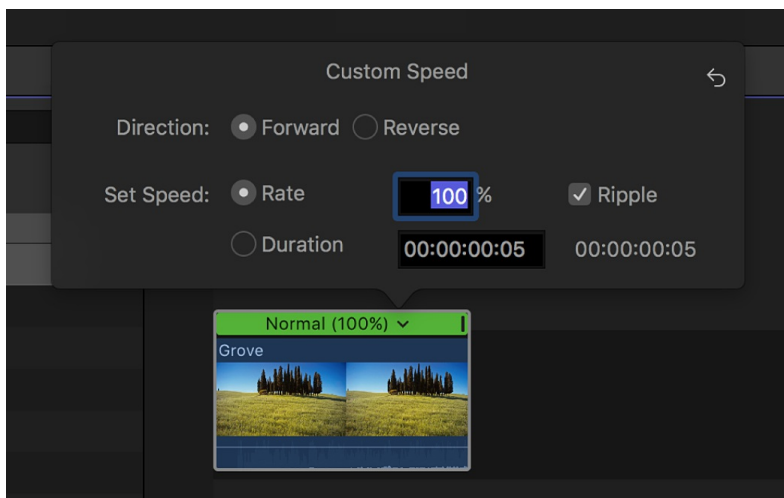 Custom Speed
Direction: Forward Reverse
Set Speed: Rate 100 % Ripple
Duration 00:00:00:05 00:00:00:05
Normal (100%)
Grove